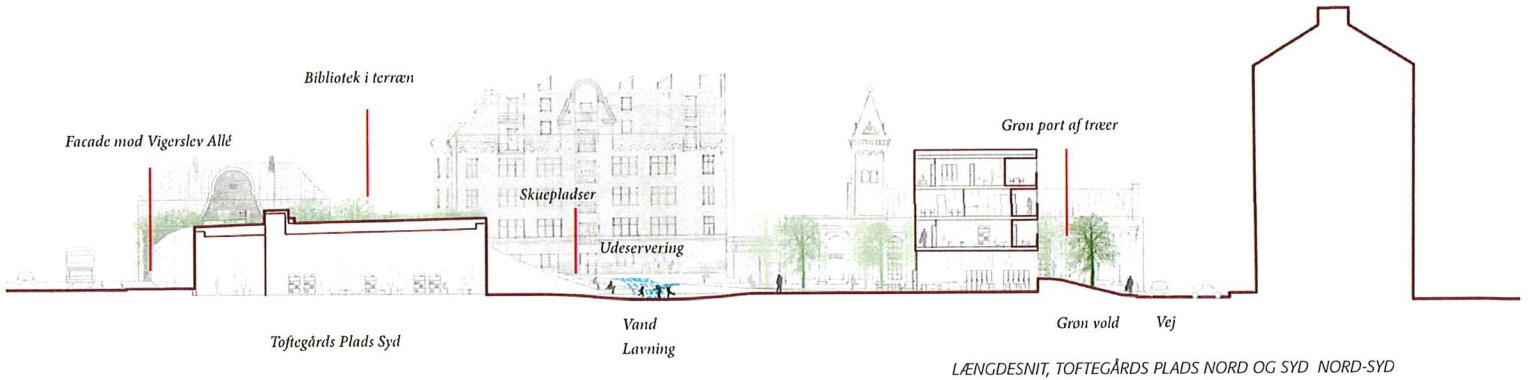 Bibliotek i terræn
Facade mod Vigerslev Allé
Grøn port af træer
Skuepladser
Udeservering
Toftegårds Plads Syd
Vand
Lavning
Grøn vold
Vej
LÆNGDESNIT, TOFTEGÅRDS PLADS NORD OG SYD NORD-SYD